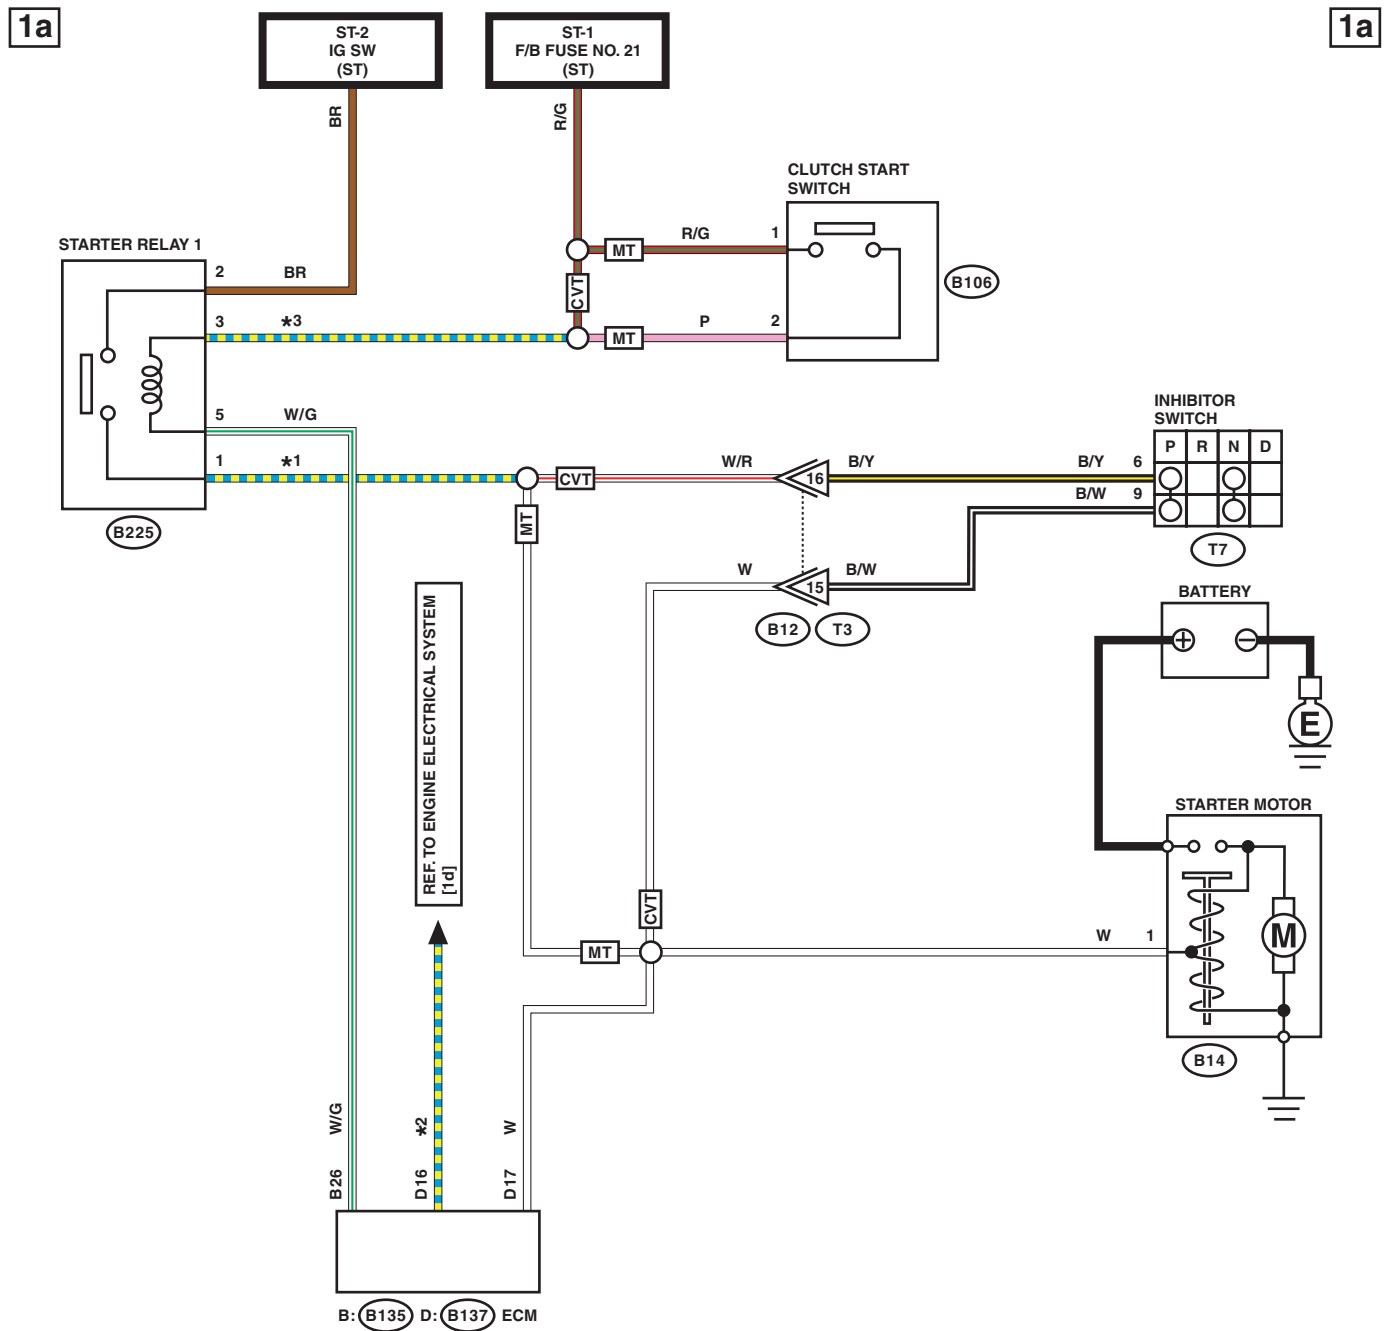 1a
1a
ST-2
IG SW
(ST)
ST-1
F/B FUSE NO. 21
(ST)
BR
R/G
CLUTCH START
SWITCH
MT
R/G
1
STARTER RELAY 1
2
BR
CVT
B106
3
*3
MT
P
2
INHIBITOR
SWITCH
P R N D
5
W/G
1
*1
CVT
W/R
16
B/Y
B/Y
6
B/W
9
MT
B225
T7
W
15
B/W
B12
T3
BATTERY
+
−
E
REF. TO ENGINE ELECTRICAL SYSTEM
[1d]
STARTER MOTOR
CVT
MT
W
1
M
B14
W/G
*2
W
B26
D16
D17
B: B135 D: B137 ECM